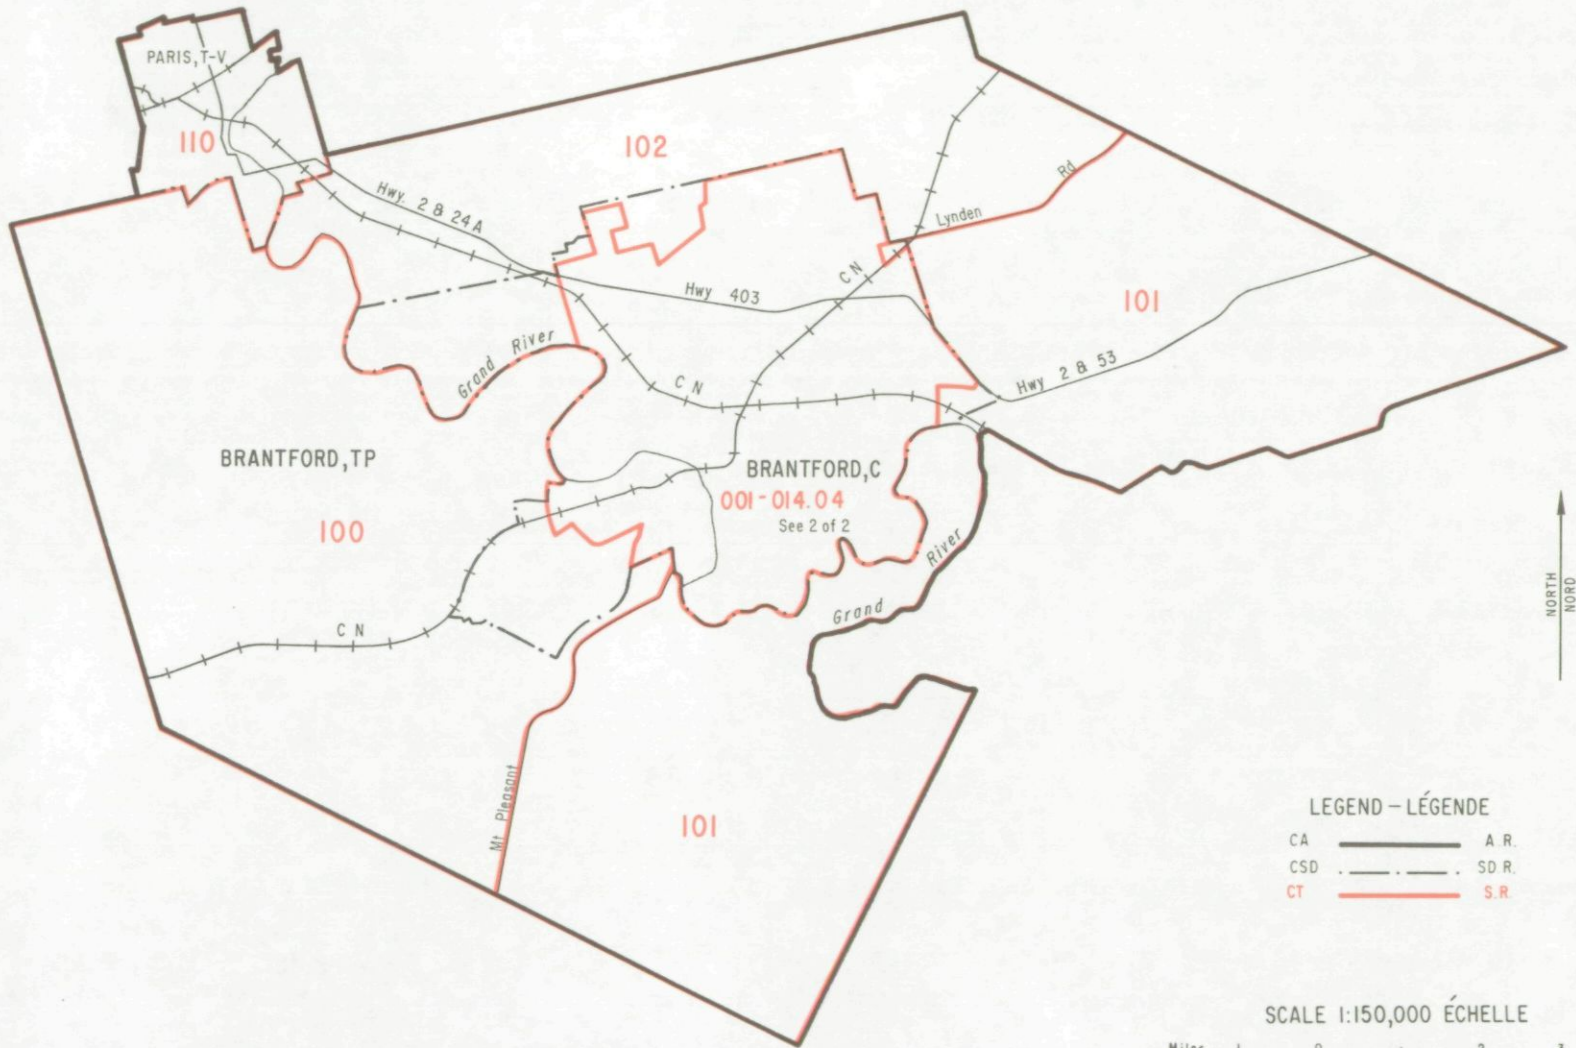 PARIS, T-V
110
102
Hwy. 2 & 24A
Rd
Lynden
CN
Hwy 403
101
Grand River
CN
Hwy 2 & 53
BRANTFORD, TP
BRANTFORD, C
001-014.04
See 2 of 2
100
River
Grand
CN
NORTH
NORD
Mt Pleasant
101
LEGEND – LÉGENDE
CA A.R.
CSD SD.R.
CT S.R.
SCALE 1:150,000 ÉCHELLE